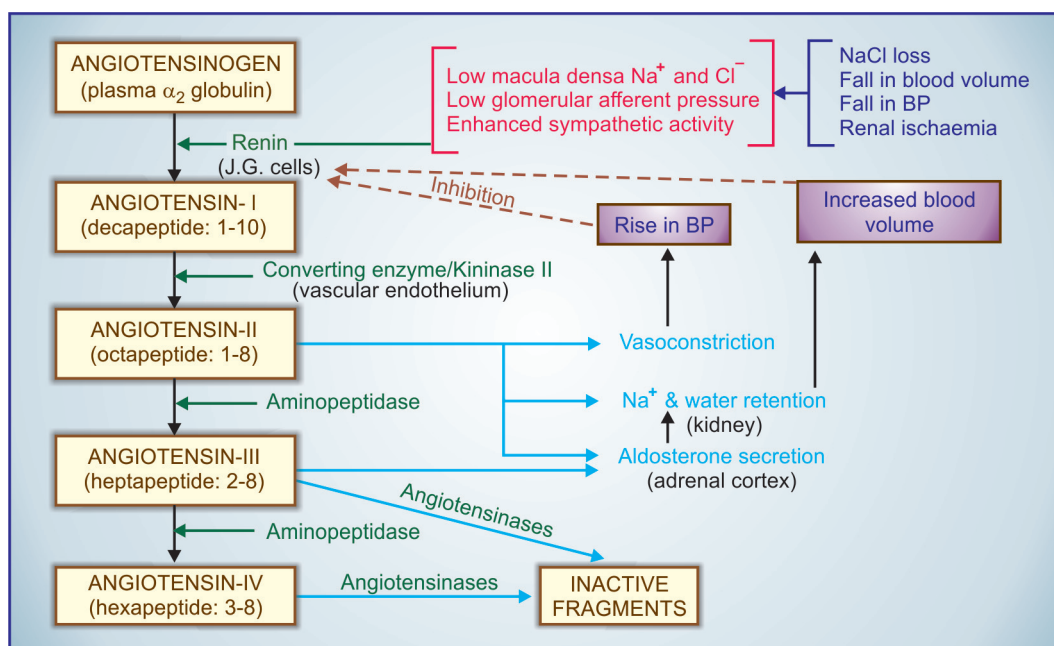 ANGIOTENSINOGEN
(plasma α₂ globulin)
Low macula densa Na⁺ and Cl⁻
Low glomerular afferent pressure
Enhanced sympathetic activity
NaCl loss
Fall in blood volume
Fall in BP
Renal ischaemia
Renin
(J.G. cells)
Inhibition
ANGIOTENSIN- I
(decapeptide: 1-10)
Rise in BP
Increased blood
volume
Converting enzyme/Kininase II
(vascular endothelium)
ANGIOTENSIN-II
(octapeptide: 1-8)
Vasoconstriction
Aminopeptidase
Na⁺ & water retention
(kidney)
ANGIOTENSIN-III
(heptapeptide: 2-8)
Aldosterone secretion
(adrenal cortex)
Angiotensinases
Aminopeptidase
ANGIOTENSIN-IV
(hexapeptide: 3-8)
Angiotensinases
INACTIVE
FRAGMENTS